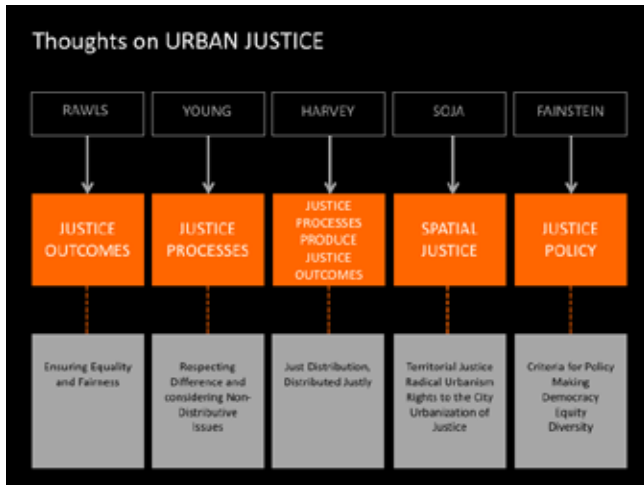 Thoughts on URBAN JUSTICE
RAWLS
YOUNG
HARVEY
SOJA
FAINSTEIN
JUSTICE
OUTCOMES
JUSTICE
PROCESSES
JUSTICE
PROCESSES
PRODUCE
JUSTICE
OUTCOMES
SPATIAL
JUSTICE
JUSTICE
POLICY
Ensuring Equality
and Fairness
Respecting
Difference and
considering Non-
Distributive
Issues
Just Distribution,
Distributed Justly
Territorial Justice
Radical Urbanism
Rights to the City
Urbanization of
Justice
Criteria for Policy
Making
Democracy
Equity
Diversity